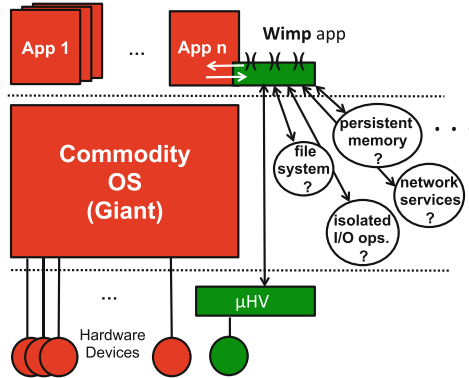 Wimp app
App 1
...
App n
persistent
memory
?
. . .
file
system
?
network
services
?
isolated
I/O ops.
?
Commodity
OS
(Giant)
...
μHV
Hardware
Devices